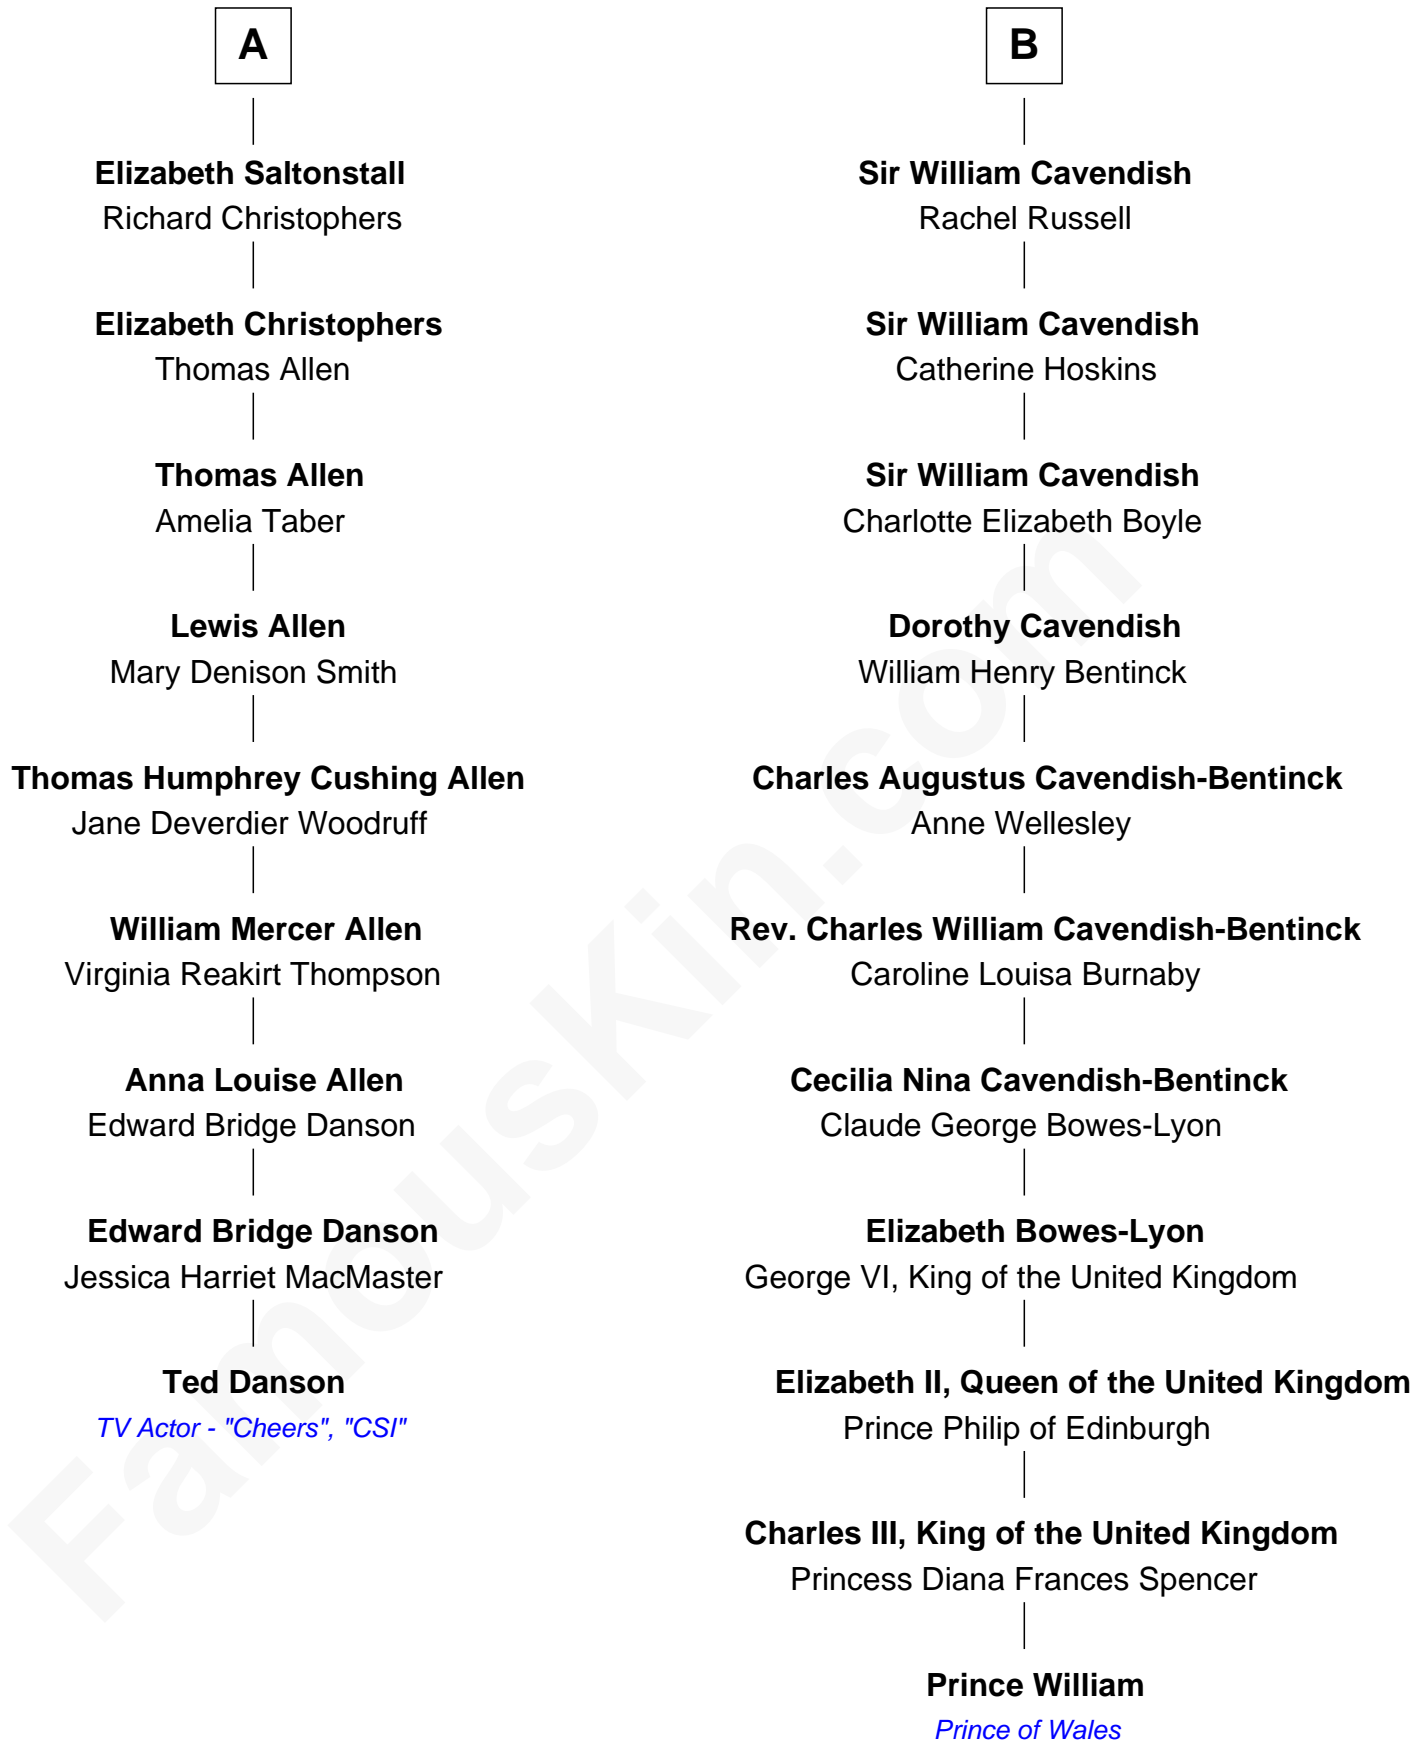 A
Elizabeth Saltonstall
Richard Christophers
Elizabeth Christophers
Thomas Allen
Thomas Allen
Amelia Taber
Lewis Allen
Mary Denison Smith
Thomas Humphrey Cushing Allen
Jane Deverdier Woodruff
William Mercer Allen
Virginia Reakirt Thompson
Anna Louise Allen
Edward Bridge Danson
Edward Bridge Danson
Jessica Harriet MacMaster
Ted Danson
TV Actor - "Cheers", "CSI"
B
Sir William Cavendish
Rachel Russell
Sir William Cavendish
Catherine Hoskins
Sir William Cavendish
Charlotte Elizabeth Boyle
Dorothy Cavendish
William Henry Bentinck
Charles Augustus Cavendish-Bentinck
Anne Wellesley
Rev. Charles William Cavendish-Bentinck
Caroline Louisa Burnaby
Cecilia Nina Cavendish-Bentinck
Claude George Bowes-Lyon
Elizabeth Bowes-Lyon
George VI, King of the United Kingdom
Elizabeth II, Queen of the United Kingdom
Prince Philip of Edinburgh
Charles III, King of the United Kingdom
Princess Diana Frances Spencer
Prince William
Prince of Wales
FamousKin.com